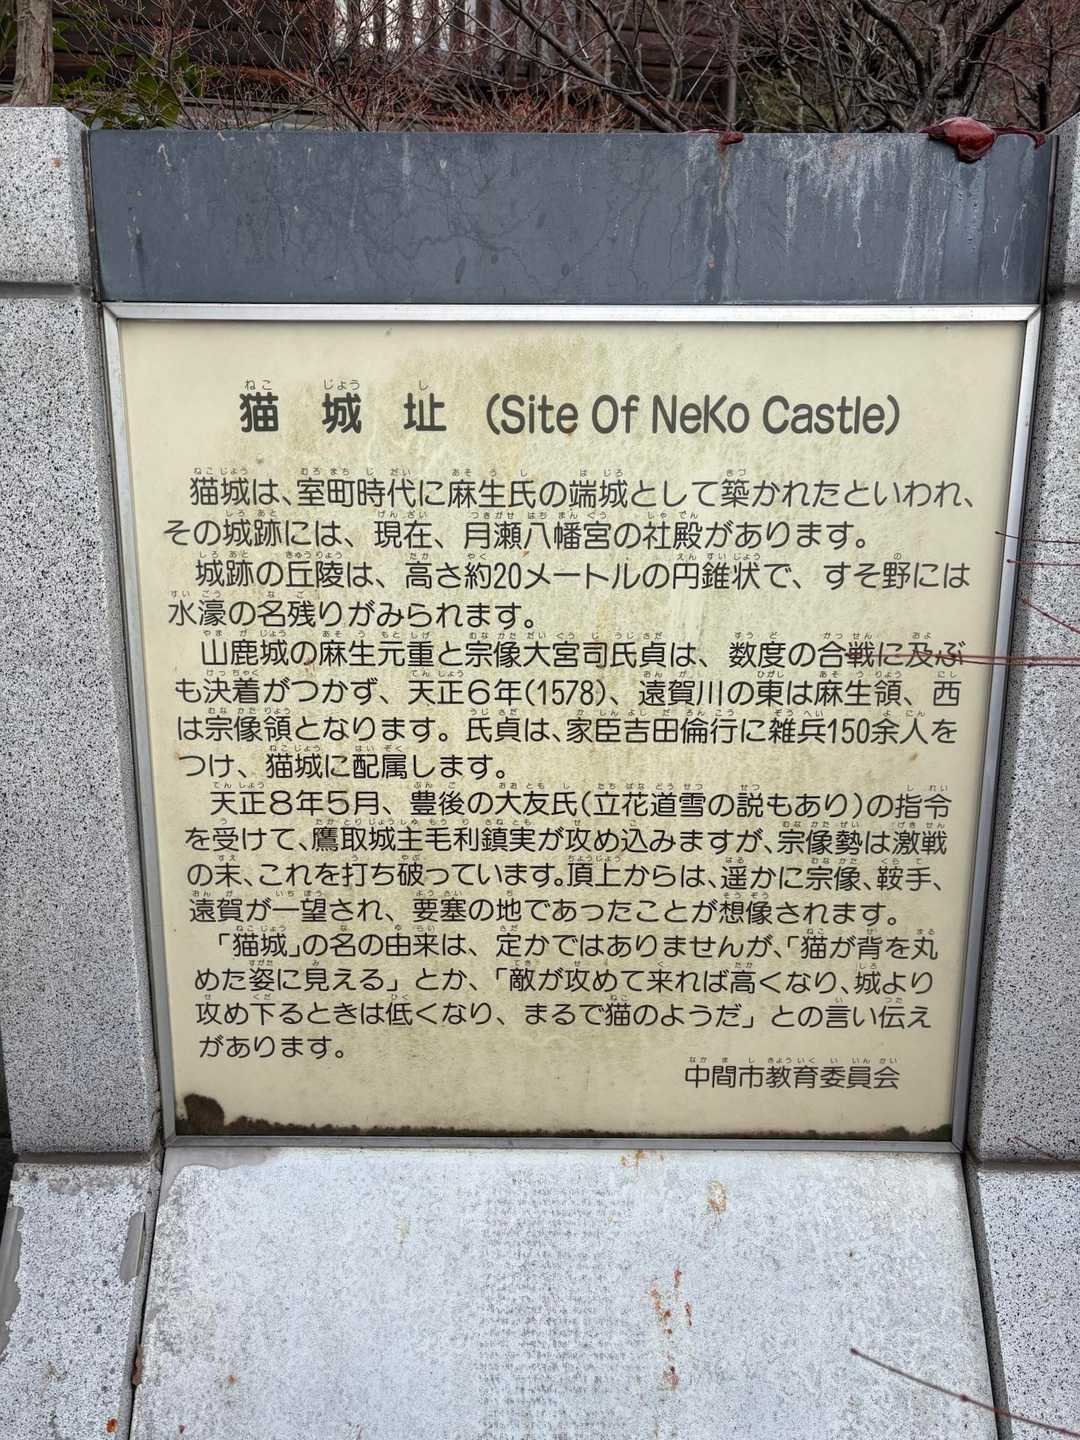 猫城址 (Site Of NeKo Castle)
猫城は、室町時代に麻生氏の端城として築かれたといわれ、
その城跡には、現在、月瀬八幡宮の社殿があります。
城跡の丘陵は、高さ約20メートルの円錐状で、すそ野には
水濠の名残りがみられます。
山鹿城の麻生元重と宗像大宮司氏貞は、数度の合戦に及ぶ
も決着がつかず、天正6年(1578)、遠賀川の東は麻生領、西
は宗像領となります。氏貞は、家臣吉田倫行に雑兵150余人を
つけ、猫城に配属します。
天正8年5月、豊後の大友氏(立花道雪の説もあり)の指令
を受けて、鷹取城主毛利鎮実が攻め込みますが、宗像勢は激戦
の末、これを打ち破っています。頂上からは、遥かに宗像、鞍手、
遠賀が一望され、要塞の地であったことが想像されます。
「猫城」の名の由来は、定かではありませんが、「猫が背を丸
めた姿に見える」とか、「敵が攻めて来れば高くなり、城より
攻め下るときは低くなり、まるで猫のようだ」との言い伝え
があります。
中間市教育委員会